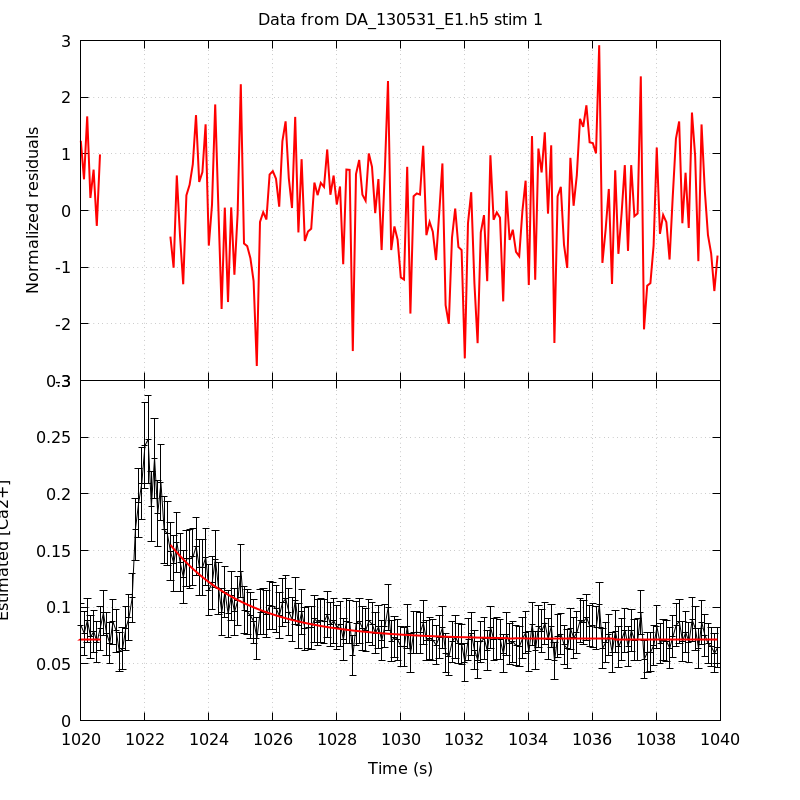 Data from DA_130531_E1.h5 stim 1
Normalized residuals
3
2
1
0
-1
-2
-3
Estimated [Ca2+]
0.3
0.25
0.2
0.15
0.1
0.05
0
1020 1022 1024 1026 1028 1030 1032 1034 1036 1038 1040
Time (s)